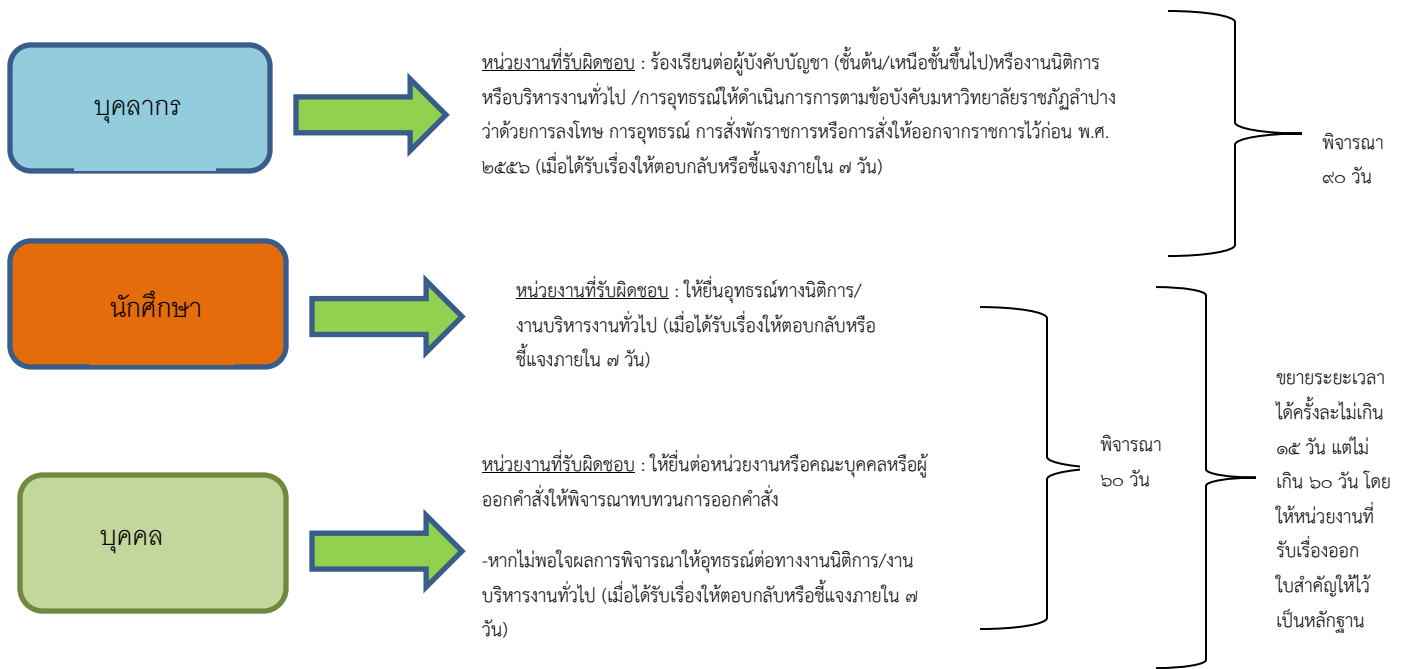 บุคลากร
หน่วยงานที่รับผิดชอบ : ร้องเรียนต่อผู้บังคับบัญชา (ชั้นต้น/เหนือชั้นขึ้นไป)หรืองานนิติการ
หรือบริหารงานทั่วไป /การอุทธรณ์ให้ดำเนินการการตามข้อบังคับมหาวิทยาลัยราชภัฏลำปาง
ว่าด้วยการลงโทษ การอุทธรณ์ การสั่งพักราชการหรือการสั่งให้ออกจากราชการไว้ก่อน พ.ศ.
๒๕๕๖ (เมื่อได้รับเรื่องให้ตอบกลับหรือชี้แจงภายใน ๗ วัน)
พิจารณา
๙๐ วัน
นักศึกษา
หน่วยงานที่รับผิดชอบ : ให้ยื่นอุทธรณ์ทางนิติการ/
งานบริหารงานทั่วไป (เมื่อได้รับเรื่องให้ตอบกลับหรือ
ชี้แจงภายใน ๗ วัน)
บุคคล
หน่วยงานที่รับผิดชอบ : ให้ยื่นต่อหน่วยงานหรือคณะบุคคลหรือผู้
ออกคำสั่งให้พิจารณาทบทวนการออกคำสั่ง
-หากไม่พอใจผลการพิจารณาให้อุทธรณ์ต่อทางงานนิติการ/งาน
บริหารงานทั่วไป (เมื่อได้รับเรื่องให้ตอบกลับหรือชี้แจงภายใน ๗
วัน)
พิจารณา
๖๐ วัน
ขยายระยะเวลา
ได้ครั้งละไม่เกิน
๑๕ วัน แต่ไม่
เกิน ๖๐ วัน โดย
ให้หน่วยงานที่
รับเรื่องออก
ใบสำคัญให้ไว้
เป็นหลักฐาน